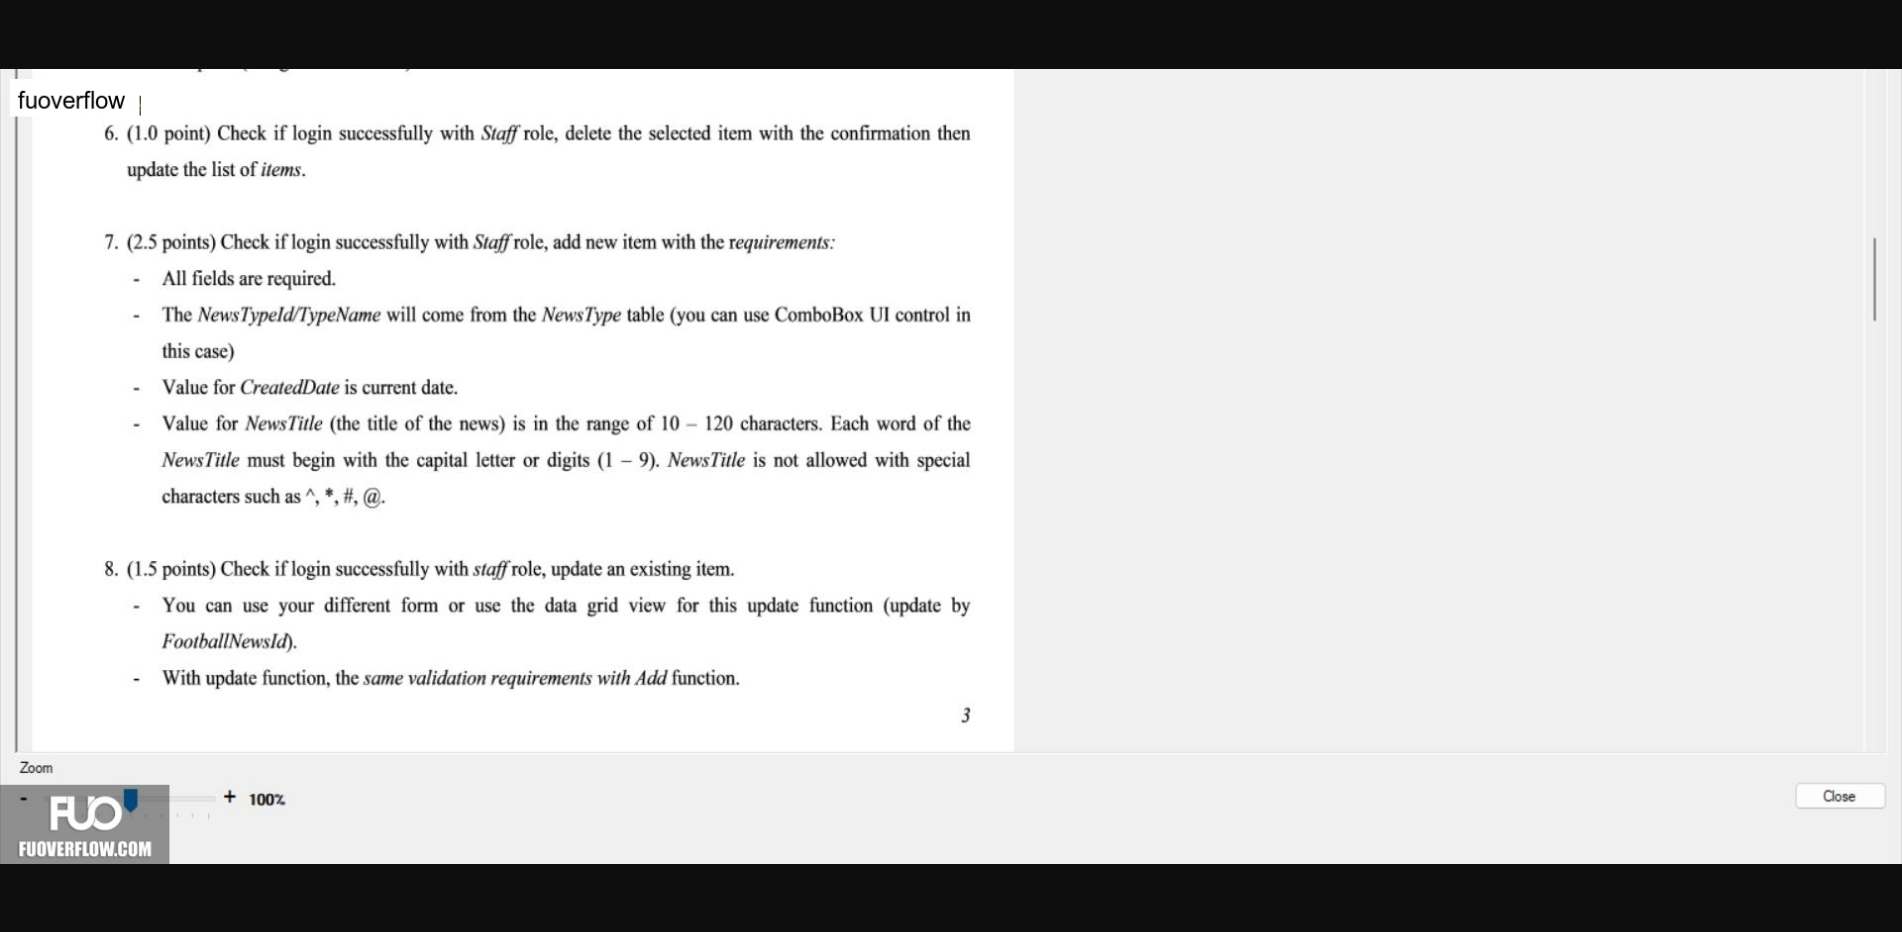 fuoverflow
6. (1.0 point) Check if login successfully with Staff role, delete the selected item with the confirmation then
update the list of items.
7. (2.5 points) Check if login successfully with Staff role, add new item with the requirements:
- All fields are required.
- The NewsTypeId/TypeName will come from the NewsType table (you can use ComboBox UI control in
this case)
- Value for CreatedDate is current date.
- Value for NewsTitle (the title of the news) is in the range of 10 – 120 characters. Each word of the
NewsTitle must begin with the capital letter or digits (1 – 9). NewsTitle is not allowed with special
characters such as ^, *, #, @.
8. (1.5 points) Check if login successfully with staff role, update an existing item.
- You can use your different form or use the data grid view for this update function (update by
FootballNewsId).
- With update function, the same validation requirements with Add function.
3
Zoom
- + 100%
Close
FUO
FUOVERFLOW.COM